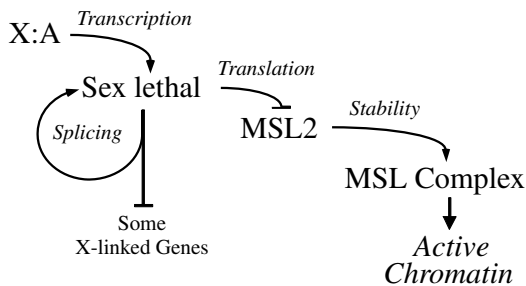 Transcription
X:A
Translation
Sex lethal
Stability
Splicing
MSL2
MSL Complex
Some
X-linked Genes
Active
Chromatin